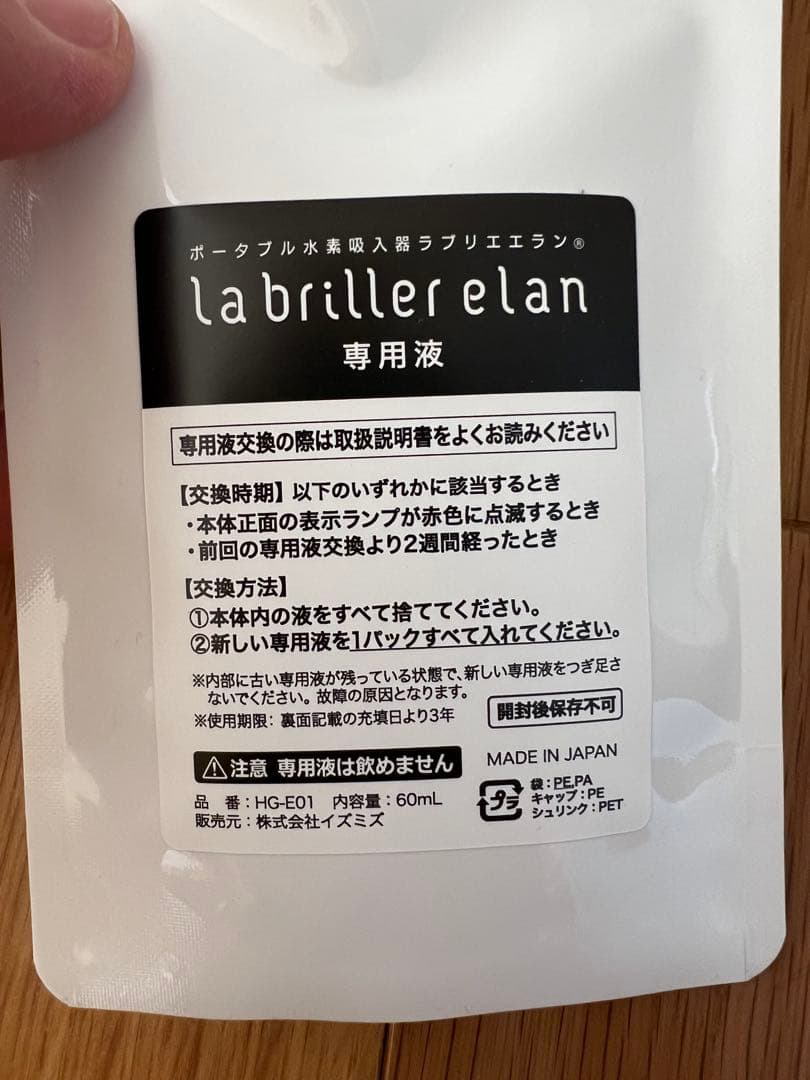 ポータブル水素吸入器ラブリエエラン®
la briller elan
専用液
専用液交換の際は取扱説明書をよくお読みください
【交換時期】以下のいずれかに該当するとき
・本体正面の表示ランプが赤色に点滅するとき
・前回の専用液交換より2週間経ったとき
【交換方法】
①本体内の液をすべて捨ててください。
②新しい専用液を1パックすべて入れてください。
※内部に古い専用液が残っている状態で、新しい専用液をつぎ足さ
ないでください。故障の原因となります。
※使用期限：裏面記載の充填日より3年
開封後保存不可
注意 専用液は飲めません
MADE IN JAPAN
品 番：HG-E01 内容量：60mL
販売元：株式会社イズミズ
プラ
袋：PE,PA
キャップ：PE
シュリンク：PET